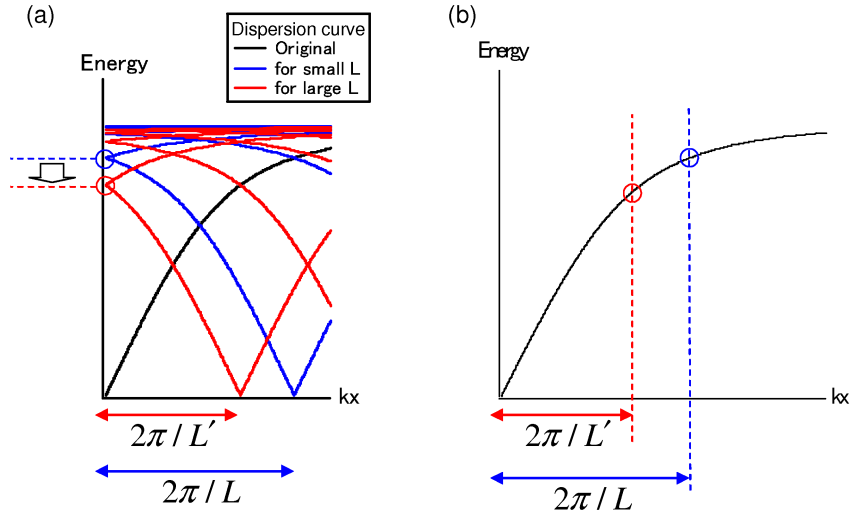 (a)
Dispersion curve
Original
for small L
for large L
Energy
kx
2π / L′
2π / L
(b)
Energy
kx
2π / L′
2π / L